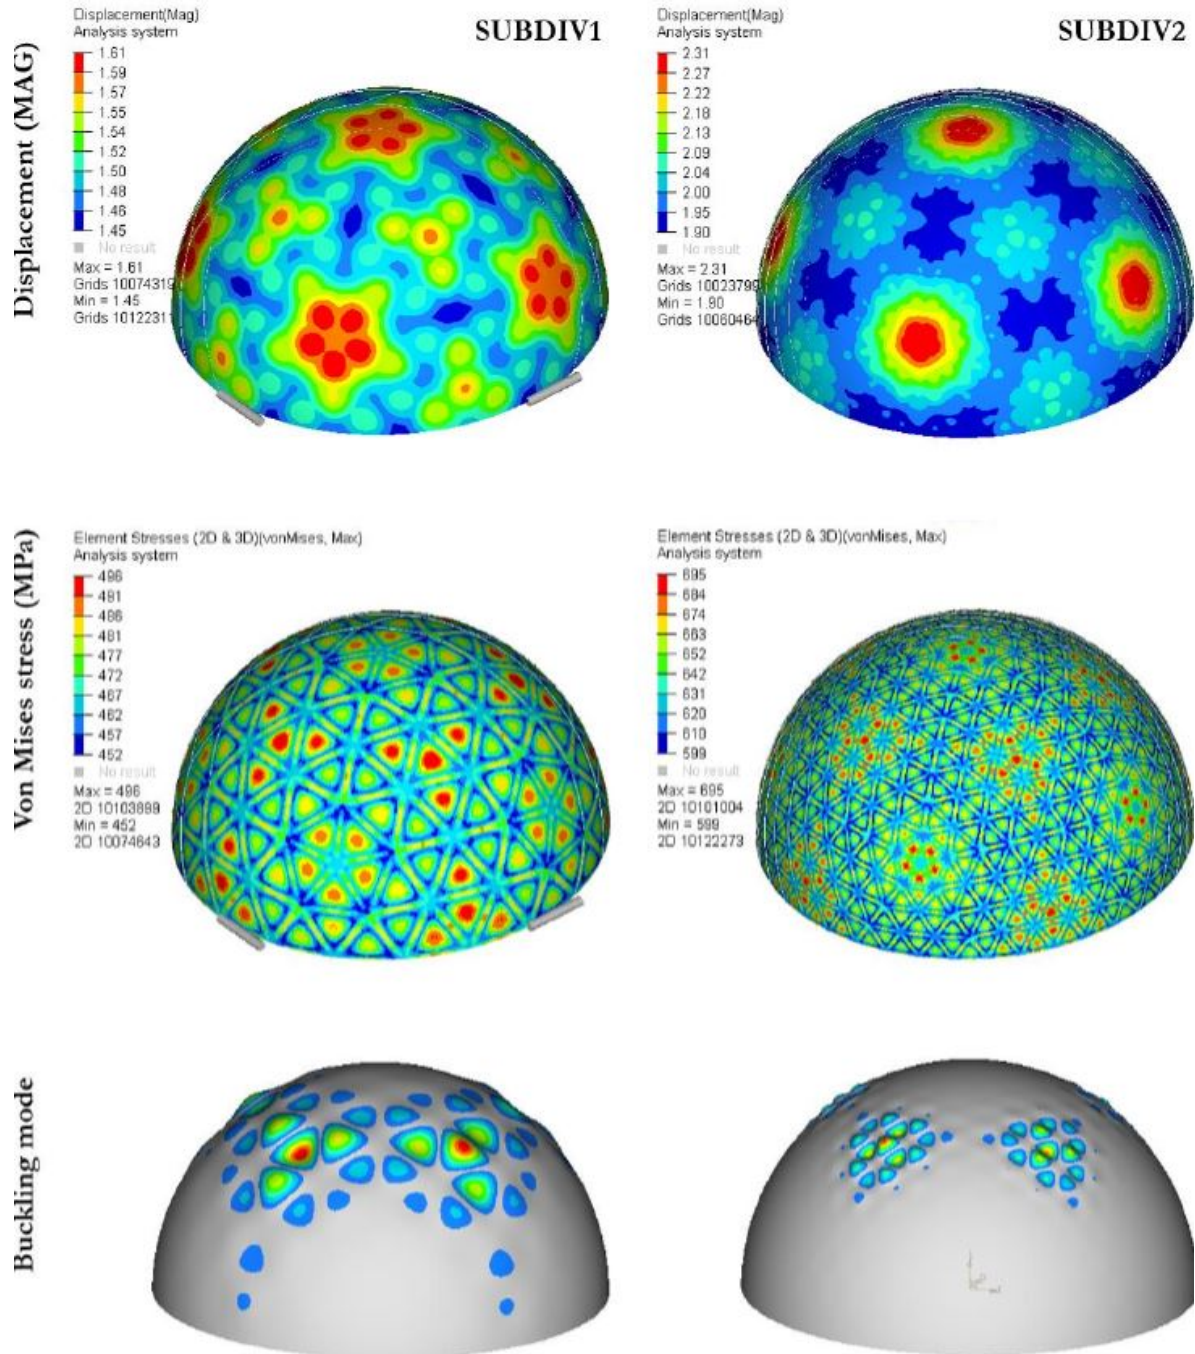 Displacement (MAG)
SUBDIV1
Displacement(Mag)
Analysis system
1.61
1.59
1.57
1.55
1.54
1.52
1.50
1.48
1.46
1.45
No result
Max = 1.61
Grids 10074319
Min = 1.45
Grids 10122311
SUBDIV2
Displacement(Mag)
Analysis system
2.31
2.27
2.22
2.18
2.13
2.09
2.04
2.00
1.95
1.90
No result
Max = 2.31
Grids 10023799
Min = 1.90
Grids 10060464
Von Mises stress (MPa)
Element Stresses (2D & 3D)(vonMises, Max)
Analysis system
496
491
486
481
477
472
467
462
457
452
No result
Max = 496
2D 10103899
Min = 452
2D 10074643
Element Stresses (2D & 3D)(vonMises, Max)
Analysis system
695
684
674
663
652
642
631
620
610
599
No result
Max = 695
2D 10101004
Min = 599
2D 10122273
Buckling mode